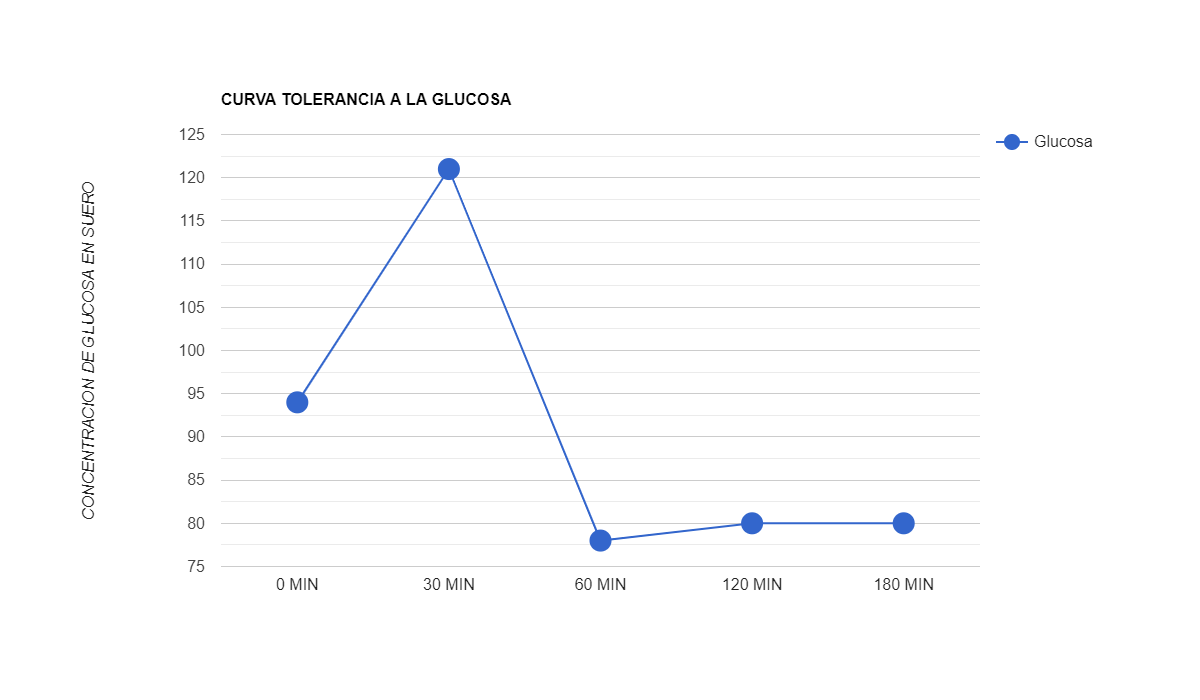 CURVA TOLERANCIA A LA GLUCOSA
Glucosa
CONCENTRACION DE GLUCOSA EN SUERO
125
120
115
110
105
100
95
90
85
80
75
0 MIN
30 MIN
60 MIN
120 MIN
180 MIN